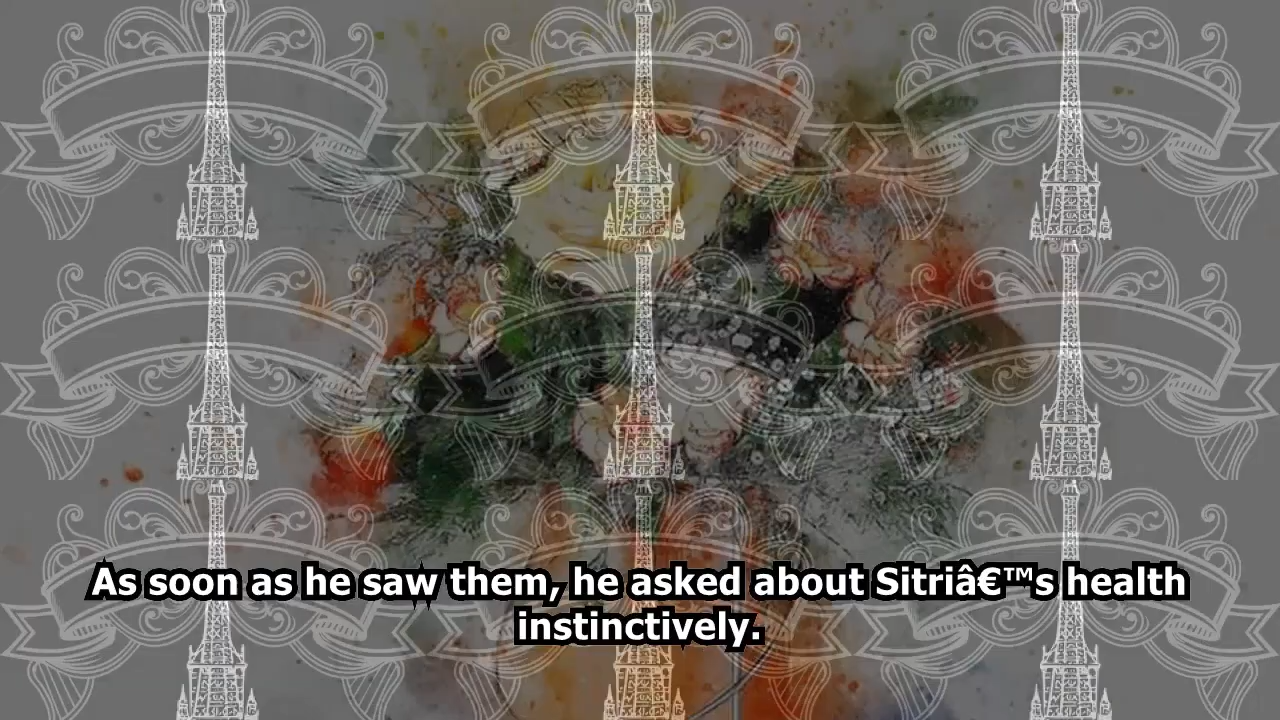 As soon as he saw them, he asked about Sitriâ€™s health
instinctively.